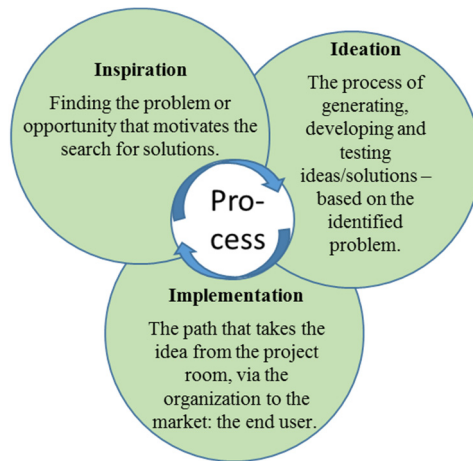 Inspiration
Finding the problem or
opportunity that motivates the
search for solutions.
Ideation
The process of
generating,
developing and
testing
ideas/solutions –
based on the
identified
problem.
Pro-
cess
Implementation
The path that takes the
idea from the project
room, via the
organization to the
market: the end user.